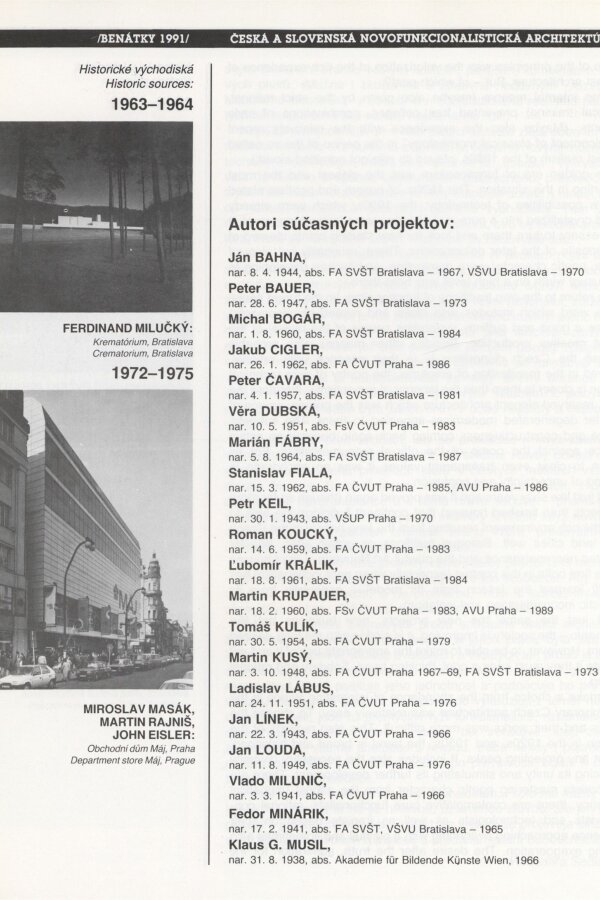 /BENÁTKY 1991/
ČESKÁ A SLOVENSKÁ NOVOFUNKCIONALISTICKÁ ARCHITEKTÚ
Historické východiská
Historic sources:
1963–1964
FERDINAND MILUČKÝ:
Krematórium, Bratislava
Crematorium, Bratislava
1972–1975
MIROSLAV MASÁK,
MARTIN RAJNIŠ,
JOHN EISLER:
Obchodní dům Máj, Praha
Department store Máj, Prague
Autori súčasných projektov:
Ján BAHNA,
nar. 8. 4. 1944, abs. FA SVŠT Bratislava – 1967, VŠVU Bratislava – 1970
Peter BAUER,
nar. 28. 6. 1947, abs. FA SVŠT Bratislava – 1973
Michal BOGÁR,
nar. 1. 8. 1960, abs. FA SVŠT Bratislava – 1984
Jakub CIGLER,
nar. 26. 1. 1962, abs. FA ČVUT Praha – 1986
Peter ČAVARA,
nar. 4. 1. 1957, abs. FA SVŠT Bratislava – 1981
Věra DUBSKÁ,
nar. 10. 5. 1951, abs. FsV ČVUT Praha – 1983
Marián FÁBRY,
nar. 5. 8. 1964, abs. FA SVŠT Bratislava – 1987
Stanislav FIALA,
nar. 15. 3. 1962, abs. FA ČVUT Praha – 1985, AVU Praha – 1986
Petr KEIL,
nar. 30. 1. 1943, abs. VŠUP Praha – 1970
Roman KOUCKÝ,
nar. 14. 6. 1959, abs. FA ČVUT Praha – 1983
Ľubomír KRÁLIK,
nar. 18. 8. 1961, abs. FA SVŠT Bratislava – 1984
Martin KRUPAUER,
nar. 18. 2. 1960, abs. FSv ČVUT Praha – 1983, AVU Praha – 1989
Tomáš KULÍK,
nar. 30. 5. 1954, abs. FA ČVUT Praha – 1979
Martin KUSÝ,
nar. 3. 10. 1948, abs. FA ČVUT Praha 1967–69, FA SVŠT Bratislava – 1973
Ladislav LÁBUS,
nar. 24. 11. 1951, abs. FA ČVUT Praha – 1976
Jan LÍNEK,
nar. 22. 3. 1943, abs. FA ČVUT Praha – 1966
Jan LOUDA,
nar. 11. 8. 1949, abs. FA ČVUT Praha – 1976
Vlado MILUNIČ,
nar. 3. 3. 1941, abs. FA ČVUT Praha – 1966
Fedor MINÁRIK,
nar. 17. 2. 1941, abs. FA SVŠT, VŠVU Bratislava – 1965
Klaus G. MUSIL,
nar. 31. 8. 1938, abs. Akademie für Bildende Künste Wien, 1966